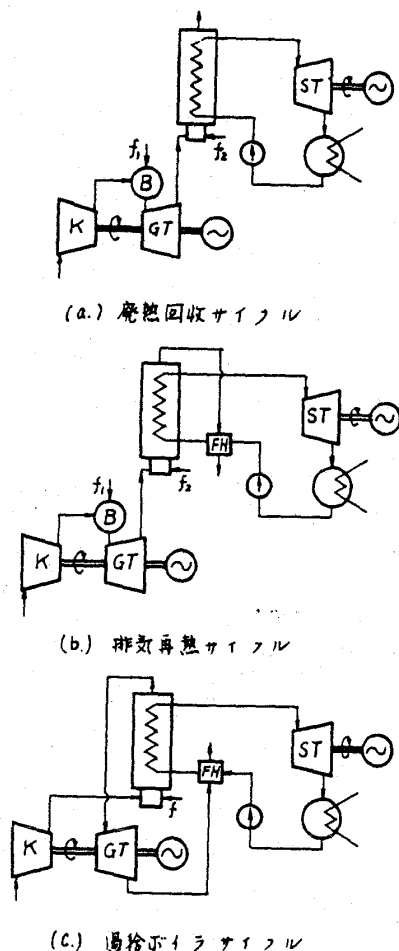 ST
f₁
B
f₂
K
GT
(a.) 廃熱回収サイクル
ST
FH
f₁
B
f₂
K
GT
(b.) 排気再熱サイクル
ST
FH
f
K
GT
(C.) 過給ボイラサイクル